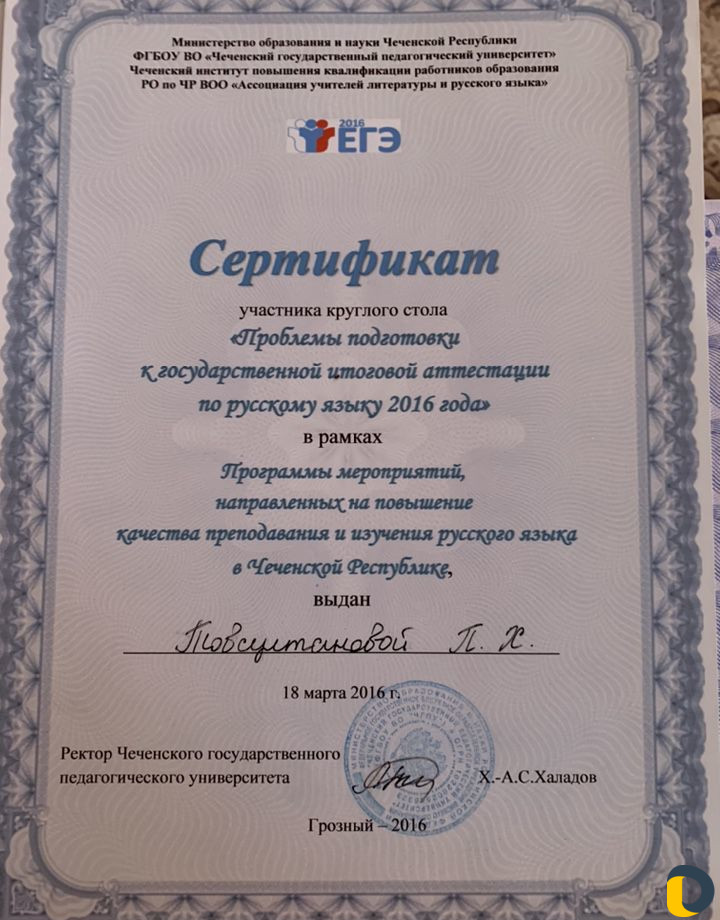 Министерство образования и науки Чеченской Республики
ФГБОУ ВО «Чеченский государственный педагогический университет»
Чеченский институт повышения квалификации работников образования
РО по ЧР ВОО «Ассоциация учителей литературы и русского языка»
2016
ЕГЭ
Сертификат
участника круглого стола
«Проблемы подготовки
к государственной итоговой аттестации
по русскому языку 2016 года»
в рамках
Программы мероприятий,
направленных на повышение
качества преподавания и изучения русского языка
в Чеченской Республике,
выдан
Товсултановой П. Х.
18 марта 2016 г.
Ректор Чеченского государственного
педагогического университета
Х.-А.С.Халадов
Грозный – 2016